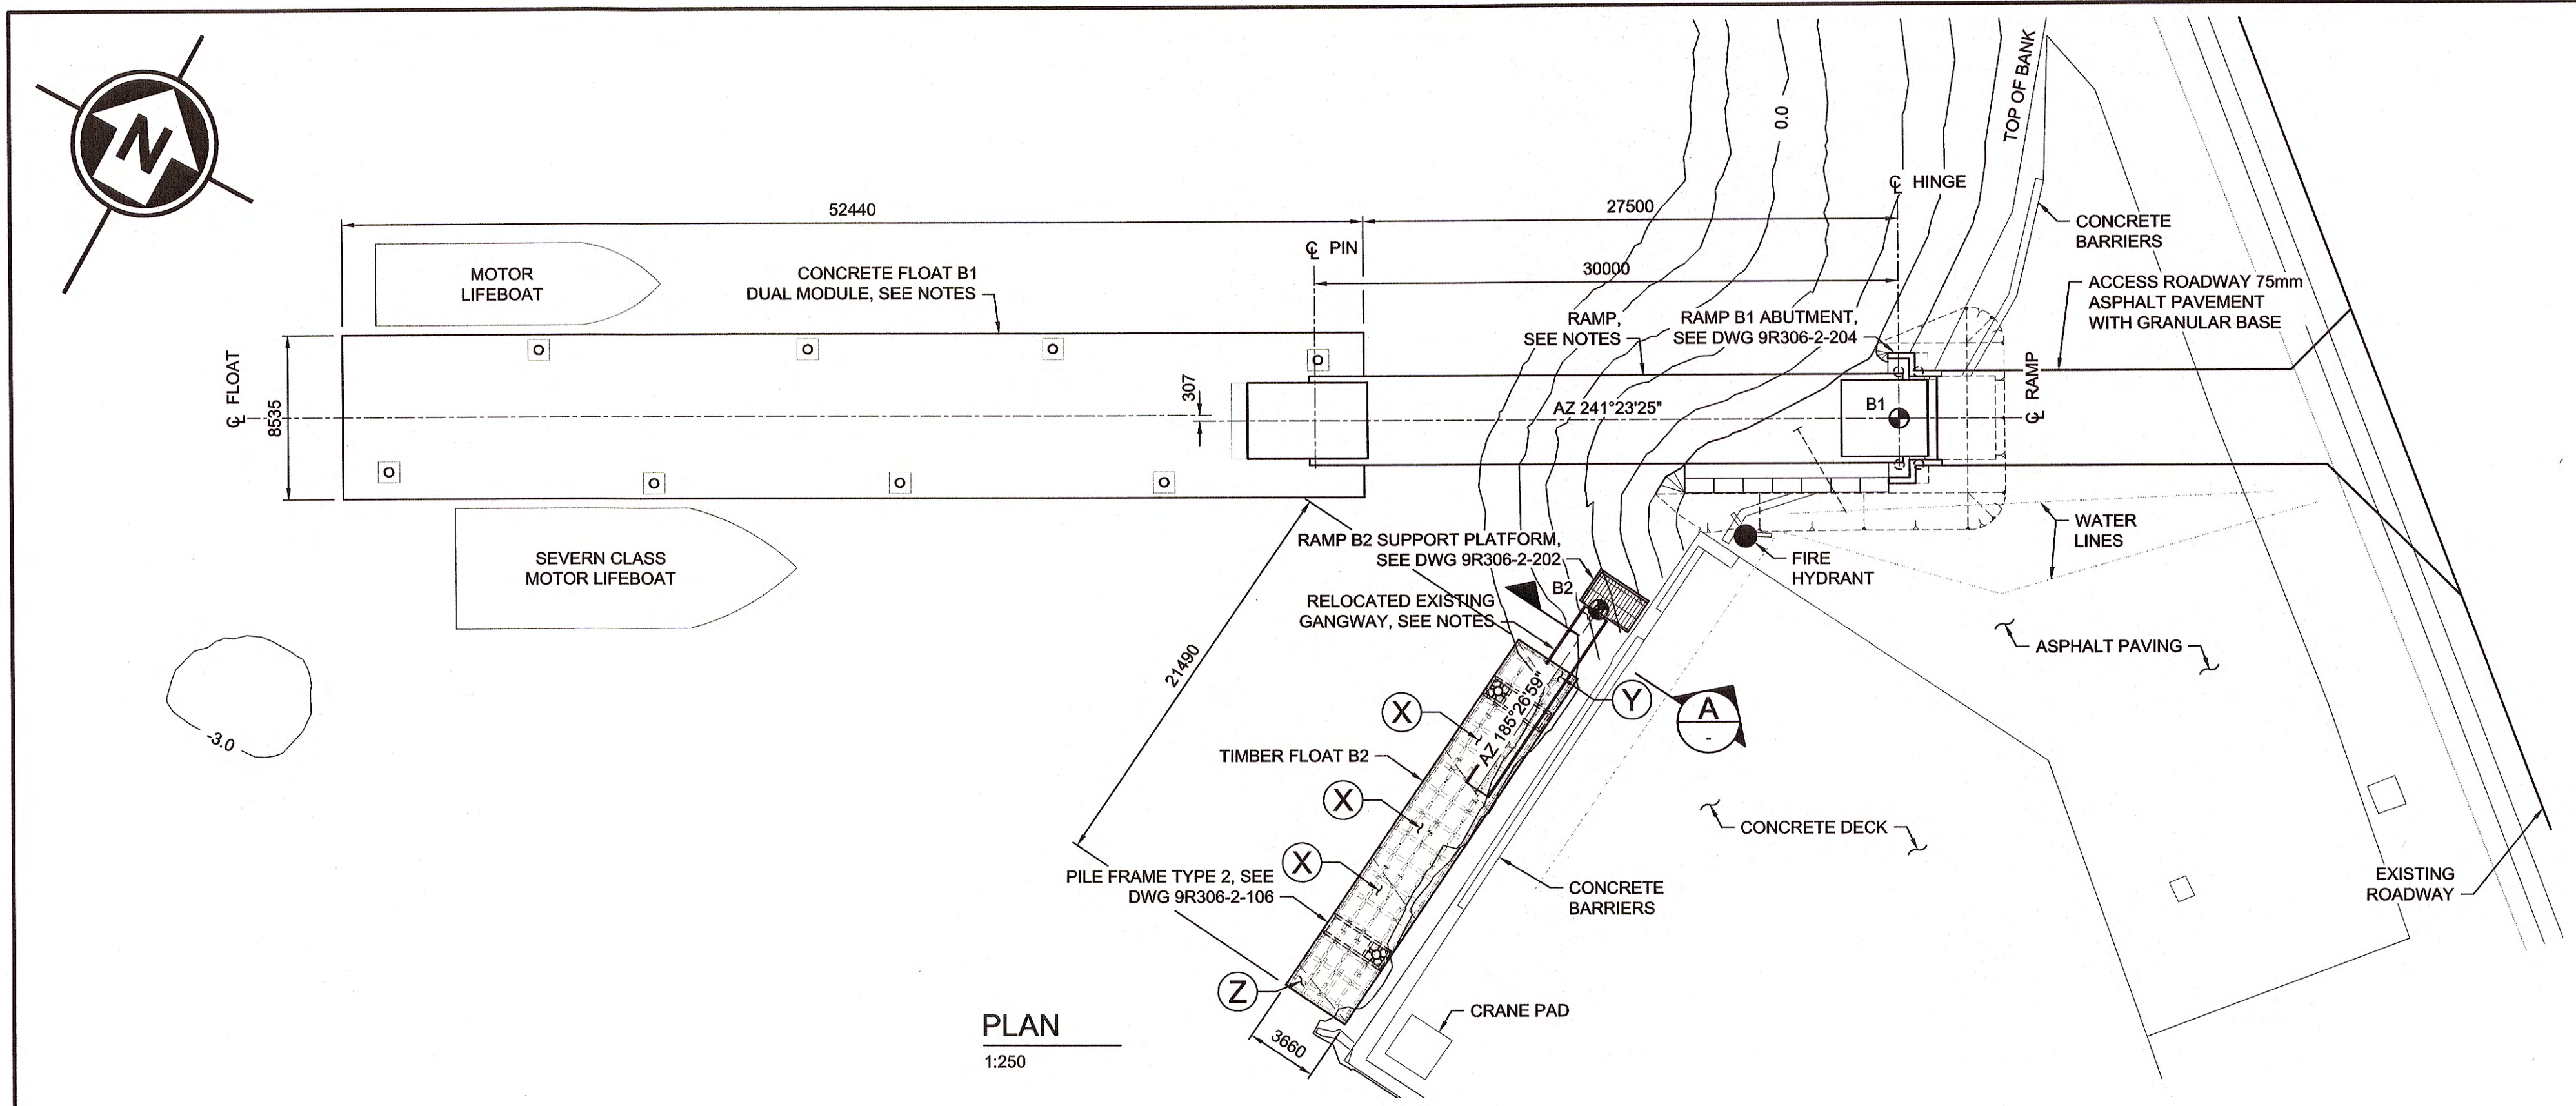 N
52440
27500
30000
℄ PIN
℄ HINGE
0.0
TOP OF BANK
CONCRETE
BARRIERS
ACCESS ROADWAY 75mm
ASPHALT PAVEMENT
WITH GRANULAR BASE
MOTOR
LIFEBOAT
CONCRETE FLOAT B1
DUAL MODULE, SEE NOTES
RAMP,
SEE NOTES
RAMP B1 ABUTMENT,
SEE DWG 9R306-2-204
℄ FLOAT
8535
307
AZ 241°23'25"
B1
℄ RAMP
SEVERN CLASS
MOTOR LIFEBOAT
RAMP B2 SUPPORT PLATFORM,
SEE DWG 9R306-2-202
B2
RELOCATED EXISTING
GANGWAY, SEE NOTES
FIRE
HYDRANT
WATER
LINES
ASPHALT PAVING
21490
-3.0
X
AZ 185°26'59"
Y
A
-
TIMBER FLOAT B2
X
X
CONCRETE DECK
PILE FRAME TYPE 2, SEE
DWG 9R306-2-106
CONCRETE
BARRIERS
EXISTING
ROADWAY
Z
3660
CRANE PAD
PLAN
1:250